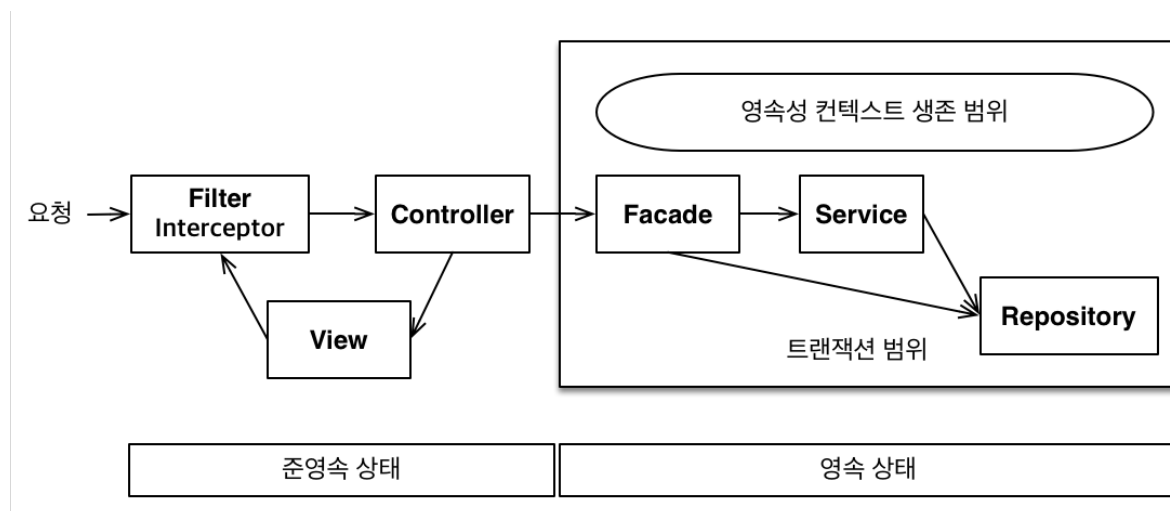 영속성 컨텍스트 생존 범위
요청
Filter
Interceptor
Controller
Facade
Service
View
Repository
트랜잭션 범위
준영속 상태
영속 상태